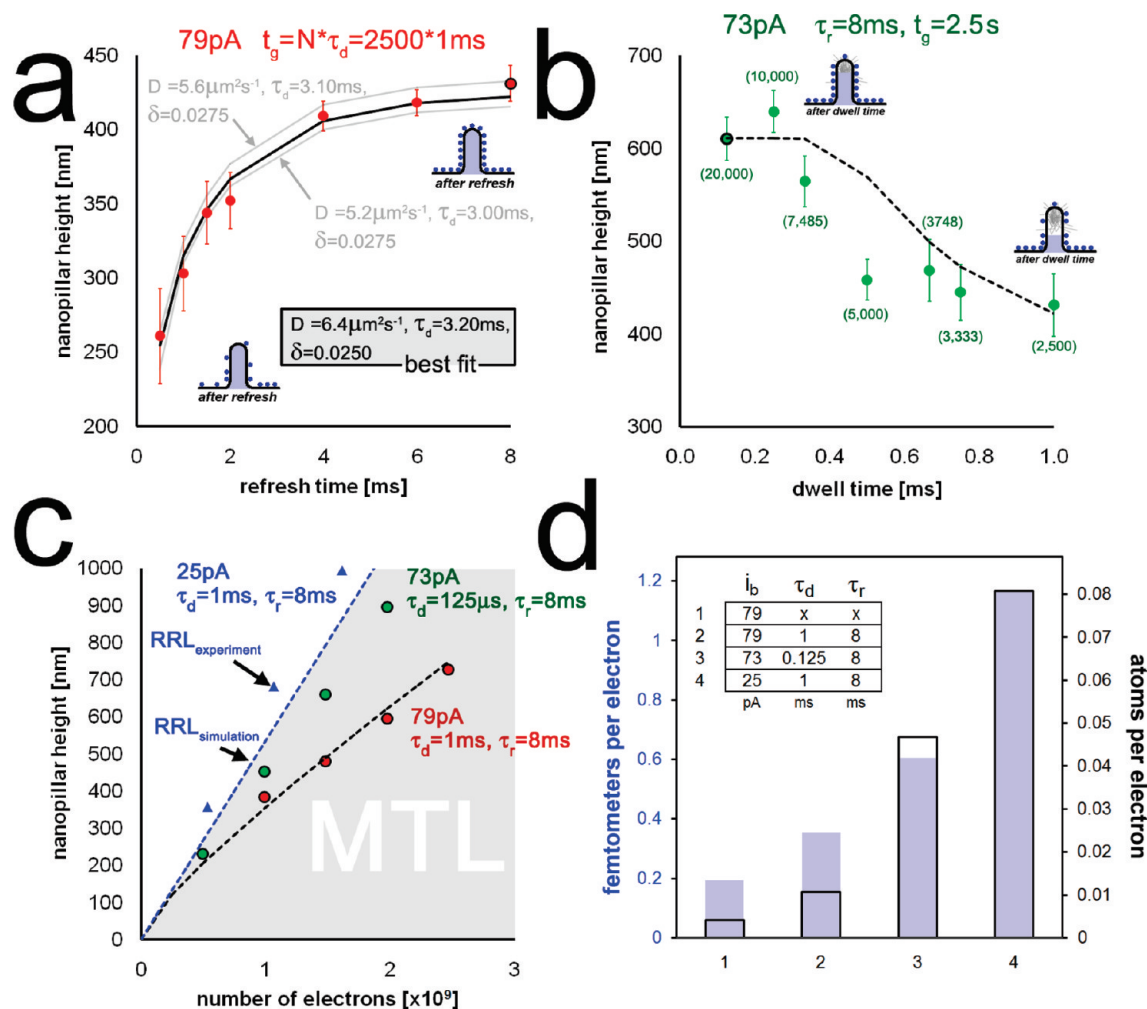 a
79pA t_g=N*τ_d=2500*1ms
nanopillar height [nm]
450
400
350
300
250
200
D =5.6μm²s⁻¹, τ_d=3.10ms,
δ=0.0275
after refresh
D =5.2μm²s⁻¹, τ_d=3.00ms,
δ=0.0275
D =6.4μm²s⁻¹, τ_d=3.20ms,
δ=0.0250
best fit
after refresh
0 2 4 6 8
refresh time [ms]
b
73pA τ_r=8ms, t_g=2.5s
nanopillar height [nm]
700
600
500
400
300
(10,000)
after dwell time
(20,000)
(7,485)
(3748)
after dwell time
(5,000)
(3,333)
(2,500)
0.0 0.2 0.4 0.6 0.8 1.0
dwell time [ms]
c
nanopillar height [nm]
1000
900
800
700
600
500
400
300
200
100
0
25pA
τ_d=1ms, τ_r=8ms
73pA
τ_d=125μs, τ_r=8ms
RRL_experiment
RRL_simulation
79pA
τ_d=1ms, τ_r=8ms
MTL
0 1 2 3
number of electrons [x10⁹]
d
femtometers per electron
1.2
1
0.8
0.6
0.4
0.2
0
i_b τ_d τ_r
1 79 x x
2 79 1 8
3 73 0.125 8
4 25 1 8
pA ms ms
0.08
0.07
0.06
0.05
0.04
0.03
0.02
0.01
0
atoms per electron
1 2 3 4